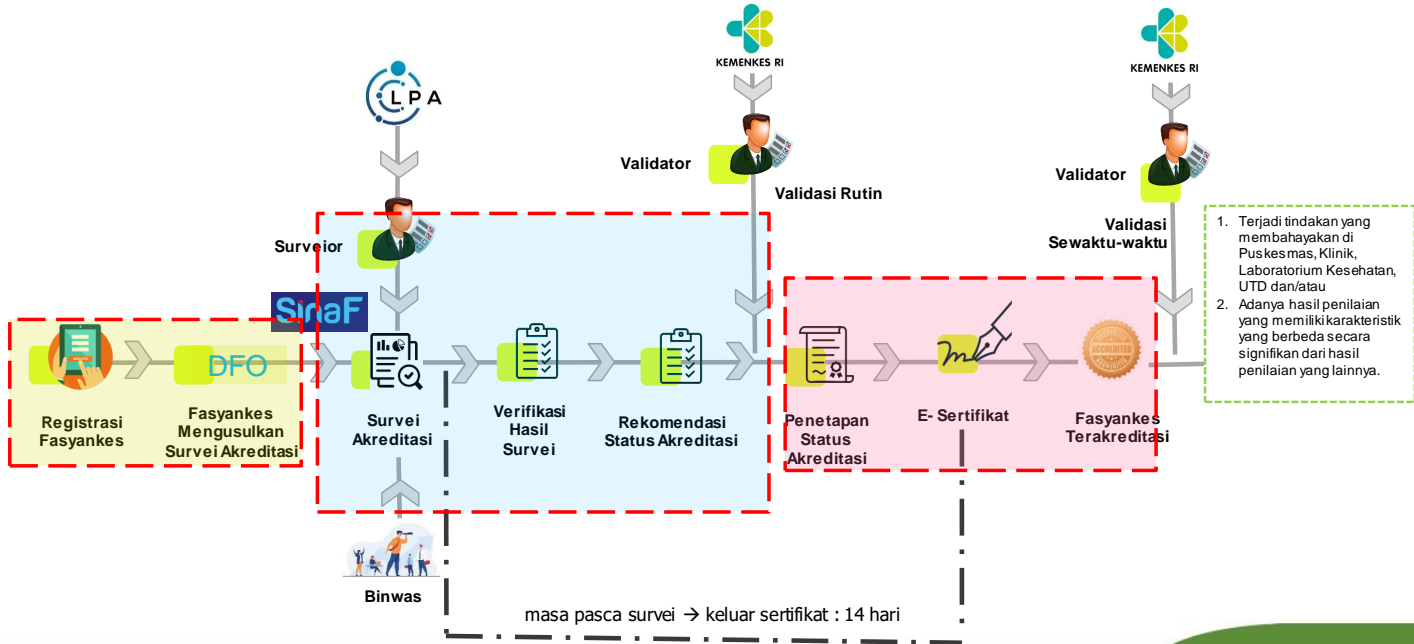 KEMENKES RI
KEMENKES RI
LPA
Validator
Validasi Rutin
Validator
Validasi
Sewaktu-waktu
1. Terjadi tindakan yang
membahayakan di
Puskesmas, Klinik,
Laboratorium Kesehatan,
UTD dan/atau
2. Adanya hasil penilaian
yang memiliki karakteristik
yang berbeda secara
signifikan dari hasil
penilaian yang lainnya.
Surveior
SinaF
DFO
ACCREDITED
Registrasi
Fasyankes
Fasyankes
Mengusulkan
Survei Akreditasi
Survei
Akreditasi
Verifikasi
Hasil
Survei
Rekomendasi
Status Akreditasi
Penetapan
Status
Akreditasi
E- Sertifikat
Fasyankes
Terakreditasi
Binwas
masa pasca survei → keluar sertifikat : 14 hari